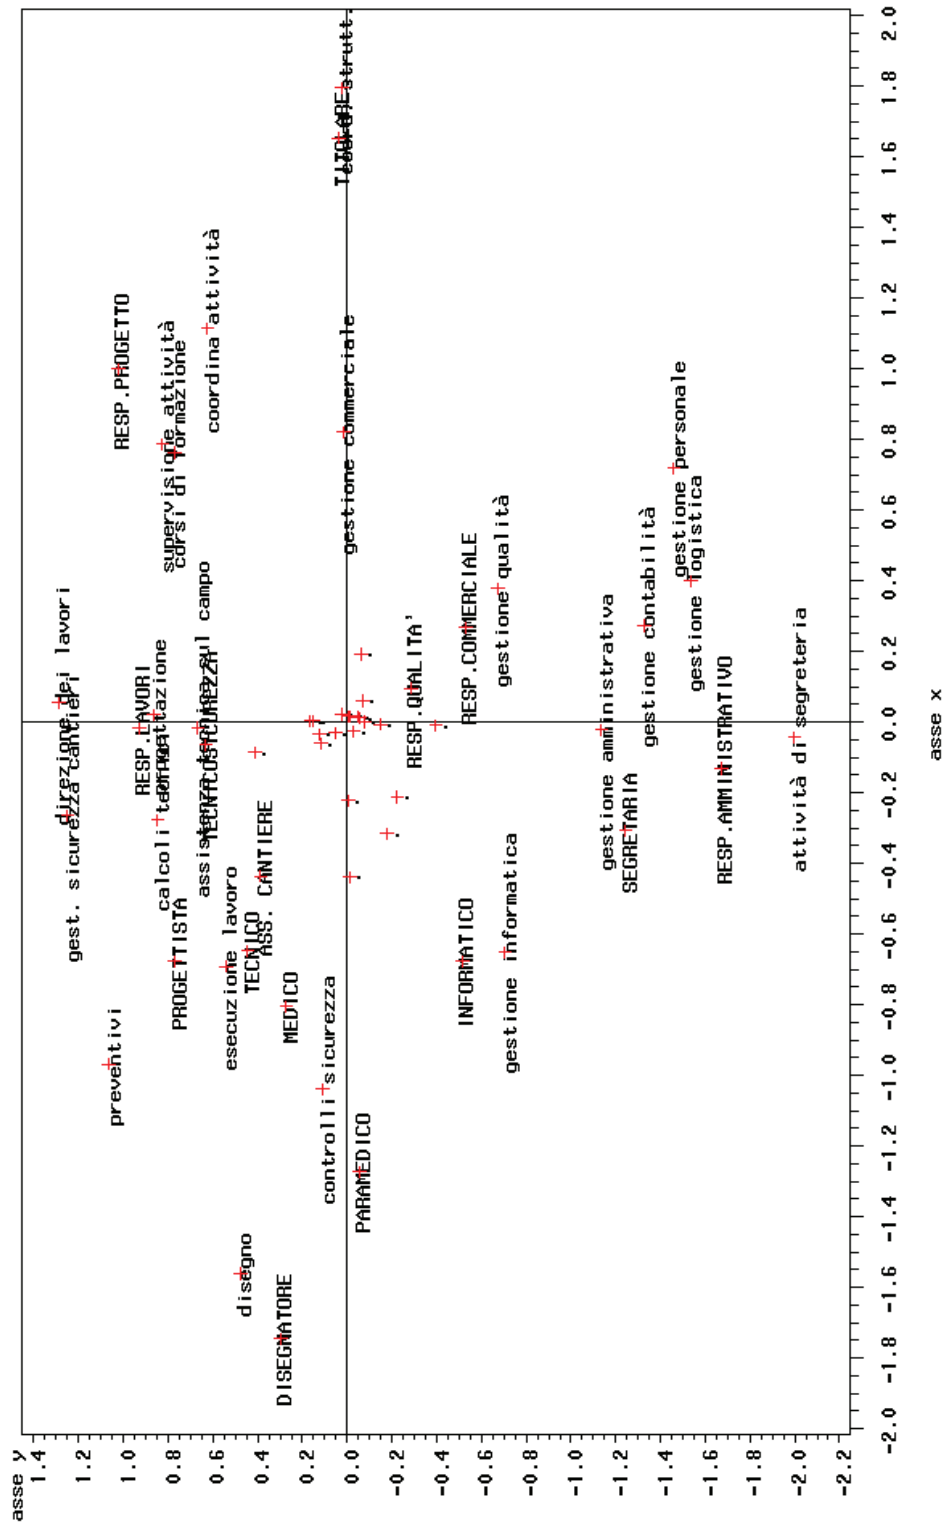 asse y
1.4
1.2
1.0
0.8
0.6
0.4
0.2
0.0
-0.2
-0.4
-0.6
-0.8
-1.0
-1.2
-1.4
-1.6
-1.8
-2.0
-2.2
direzione dei lavori
gest. sicurezza cantieri
preventivi
RESP.PROGETTO
RESP.LAVORI
progettazione
calcoli tecnici
supervisione attività
corsi di formazione
PROGETTISTA
assistenza tecnica sul campo
TECNICO SICUREZZA
coordina attività
esecuzione lavoro
disegno
TECNICO
ASS. CANTIERE
MEDICO
DISEGNATORE
controlli sicurezza
TITOLARE
coord. strutt.
gestione commerciale
PARAMEDICO
RESP.QUALITA'
RESP.COMMERCIALE
INFORMATICO
gestione qualità
gestione informatica
gestione amministrativa
SEGRETARIA
gestione contabilità
gestione personale
gestione logistica
RESP.AMMINISTRATIVO
attività di segreteria
-2.0
-1.8
-1.6
-1.4
-1.2
-1.0
-0.8
-0.6
-0.4
-0.2
0.0
0.2
0.4
0.6
0.8
1.0
1.2
1.4
1.6
1.8
2.0
asse x